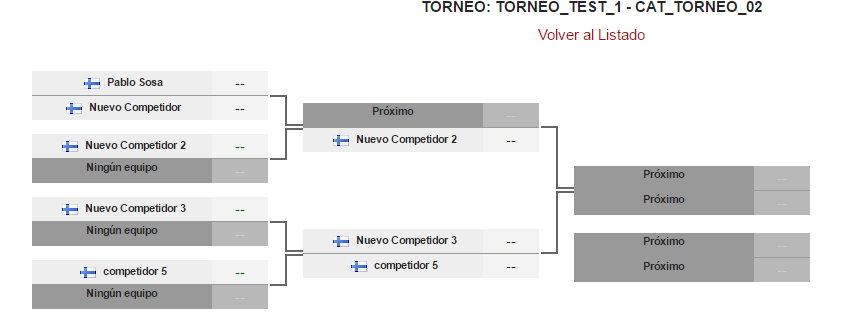 TORNEO: TORNEO_TEST_1 - CAT_TORNEO_02
Volver al Listado
Pablo Sosa --
Nuevo Competidor --
Nuevo Competidor 2 --
Ningún equipo --
Nuevo Competidor 3 --
Ningún equipo --
competidor 5 --
Ningún equipo --
Próximo --
Nuevo Competidor 2 --
Nuevo Competidor 3 --
competidor 5 --
Próximo --
Próximo --
Próximo --
Próximo --